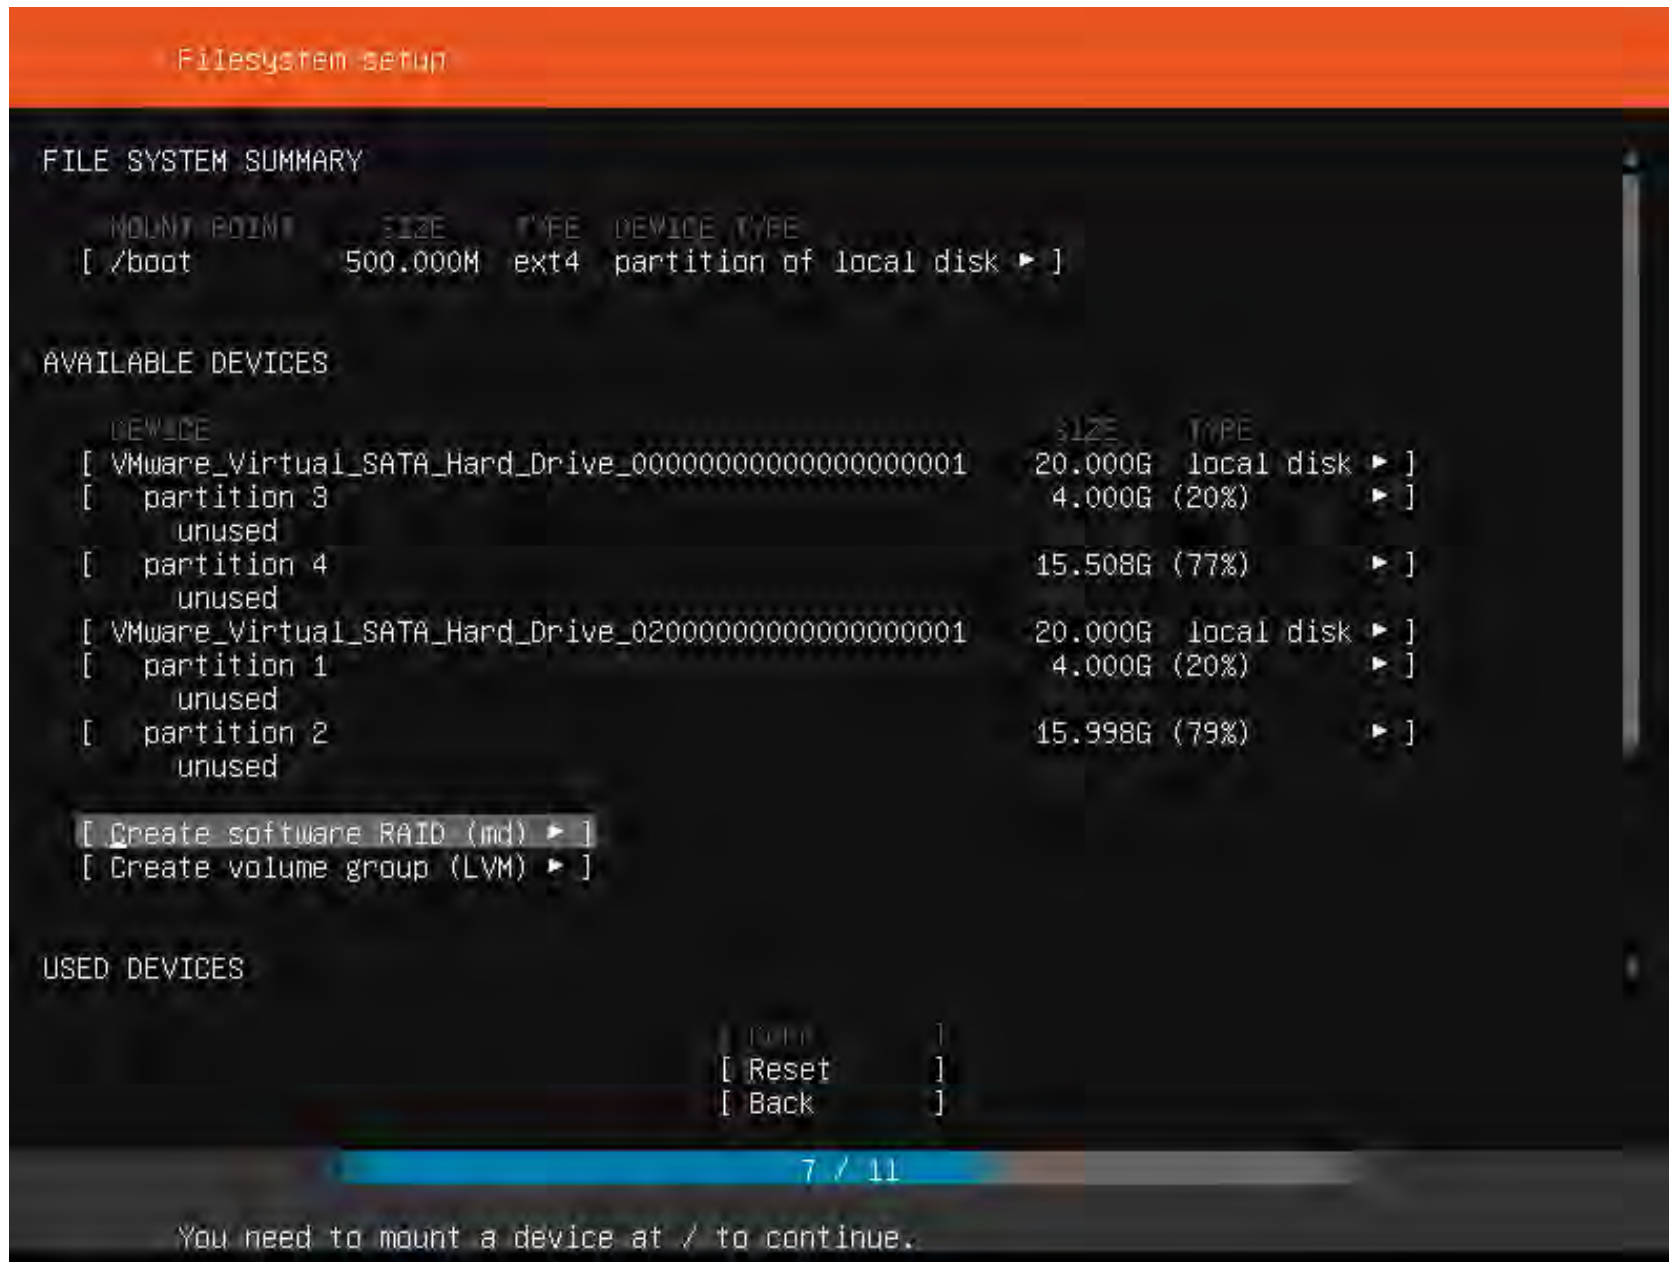 Filesystem setup
FILE SYSTEM SUMMARY
MOUNT POINT SIZE TYPE DEVICE TYPE
[ /boot 500.000M ext4 partition of local disk ▸ ]
AVAILABLE DEVICES
DEVICE SIZE TYPE
[ VMware_Virtual_SATA_Hard_Drive_00000000000000000001 20.000G local disk ▸ ]
[ partition 3 4.000G (20%) ▸ ]
unused
[ partition 4 15.508G (77%) ▸ ]
unused
[ VMware_Virtual_SATA_Hard_Drive_02000000000000000001 20.000G local disk ▸ ]
[ partition 1 4.000G (20%) ▸ ]
unused
[ partition 2 15.998G (79%) ▸ ]
unused
[ Create software RAID (md) ▸ ]
[ Create volume group (LVM) ▸ ]
USED DEVICES
[ Done ]
[ Reset ]
[ Back ]
7 / 11
You need to mount a device at / to continue.